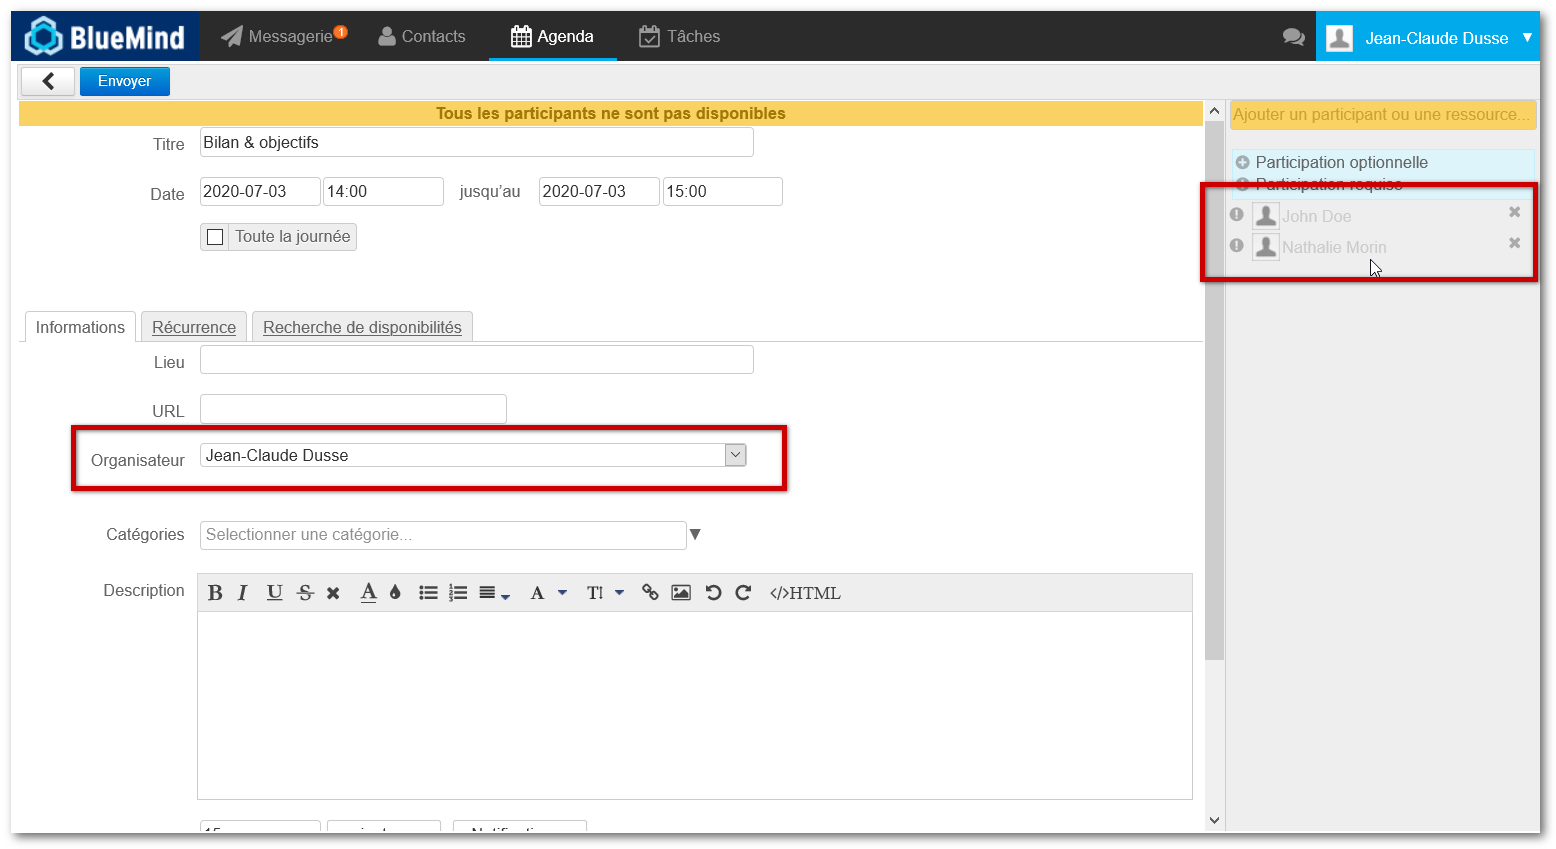 BlueMind Messagerie 1 Contacts Agenda Tâches Jean-Claude Dusse
Envoyer
Tous les participants ne sont pas disponibles
Titre Bilan & objectifs
Date 2020-07-03 14:00 jusqu'au 2020-07-03 15:00
Toute la journée
Informations Récurrence Recherche de disponibilités
Lieu
URL
Organisateur Jean-Claude Dusse
Catégories Selectionner une catégorie...
Description B I U S A A T </>HTML
Ajouter un participant ou une ressource...
Participation optionnelle
Participation requise
John Doe
Nathalie Morin